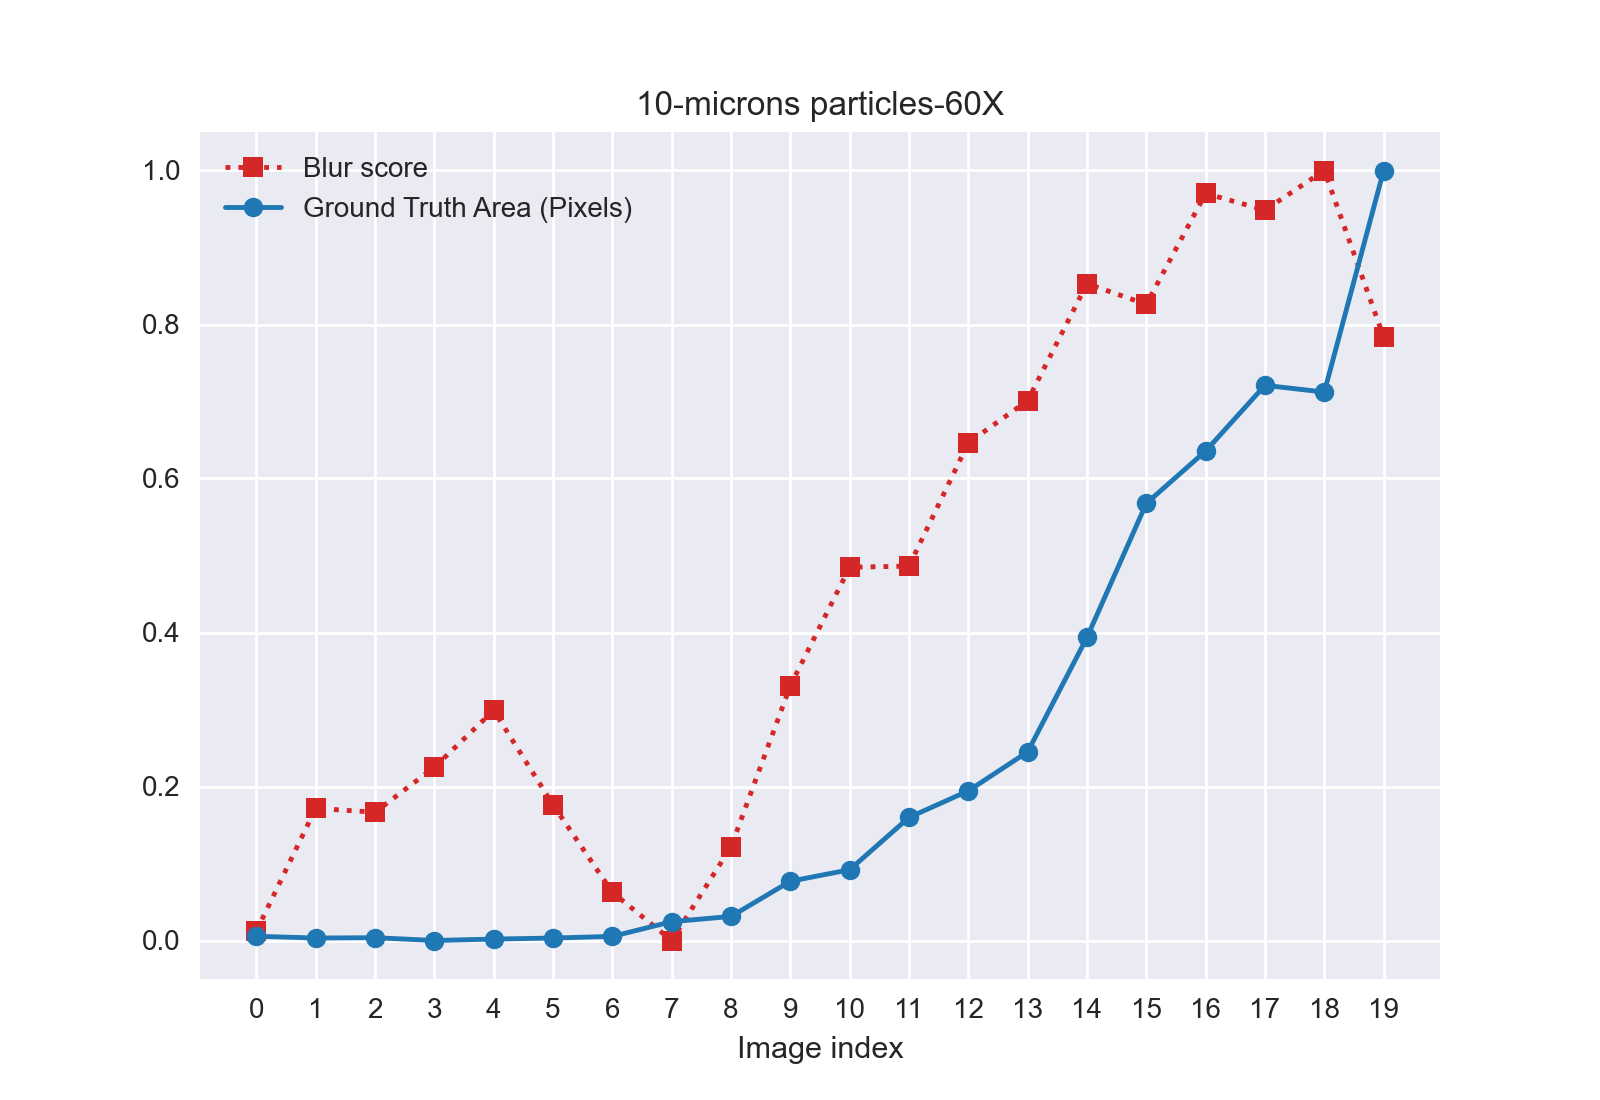 10-microns particles-60X
Blur score
Ground Truth Area (Pixels)
1.0
0.8
0.6
0.4
0.2
0.0
0 1 2 3 4 5 6 7 8 9 10 11 12 13 14 15 16 17 18 19
Image index